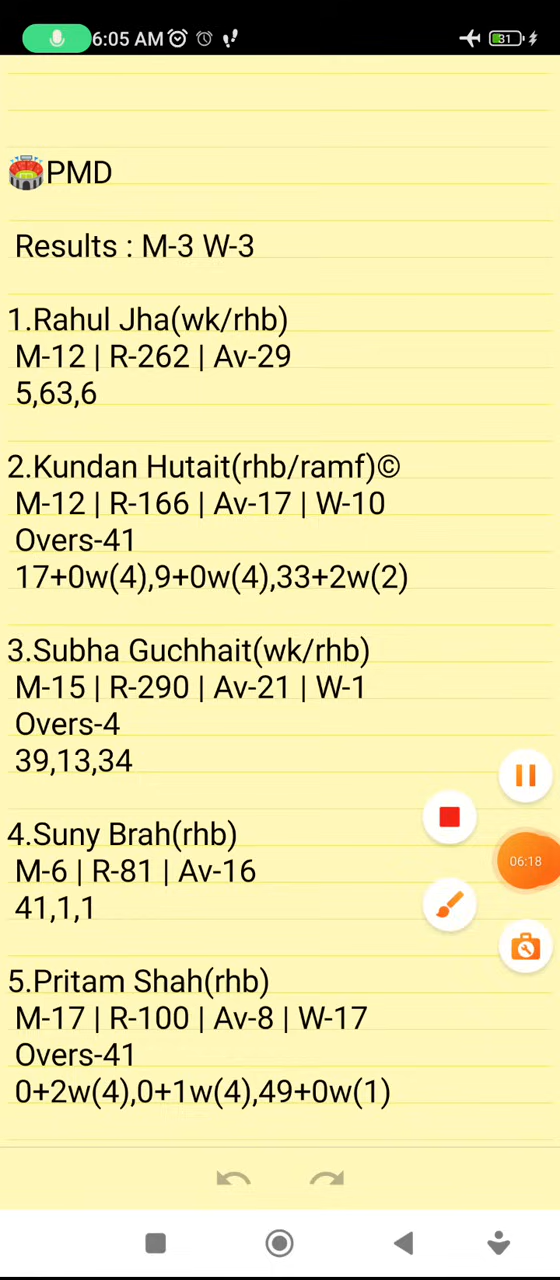 6:05 AM
31
PMD
Results : M-3 W-3
1.Rahul Jha(wk/rhb)
M-12 | R-262 | Av-29
5,63,6
2.Kundan Hutait(rhb/ramf)©
M-12 | R-166 | Av-17 | W-10
Overs-41
17+0w(4),9+0w(4),33+2w(2)
3.Subha Guchhait(wk/rhb)
M-15 | R-290 | Av-21 | W-1
Overs-4
39,13,34
4.Suny Brah(rhb)
M-6 | R-81 | Av-16
41,1,1
06:18
5.Pritam Shah(rhb)
M-17 | R-100 | Av-8 | W-17
Overs-41
0+2w(4),0+1w(4),49+0w(1)